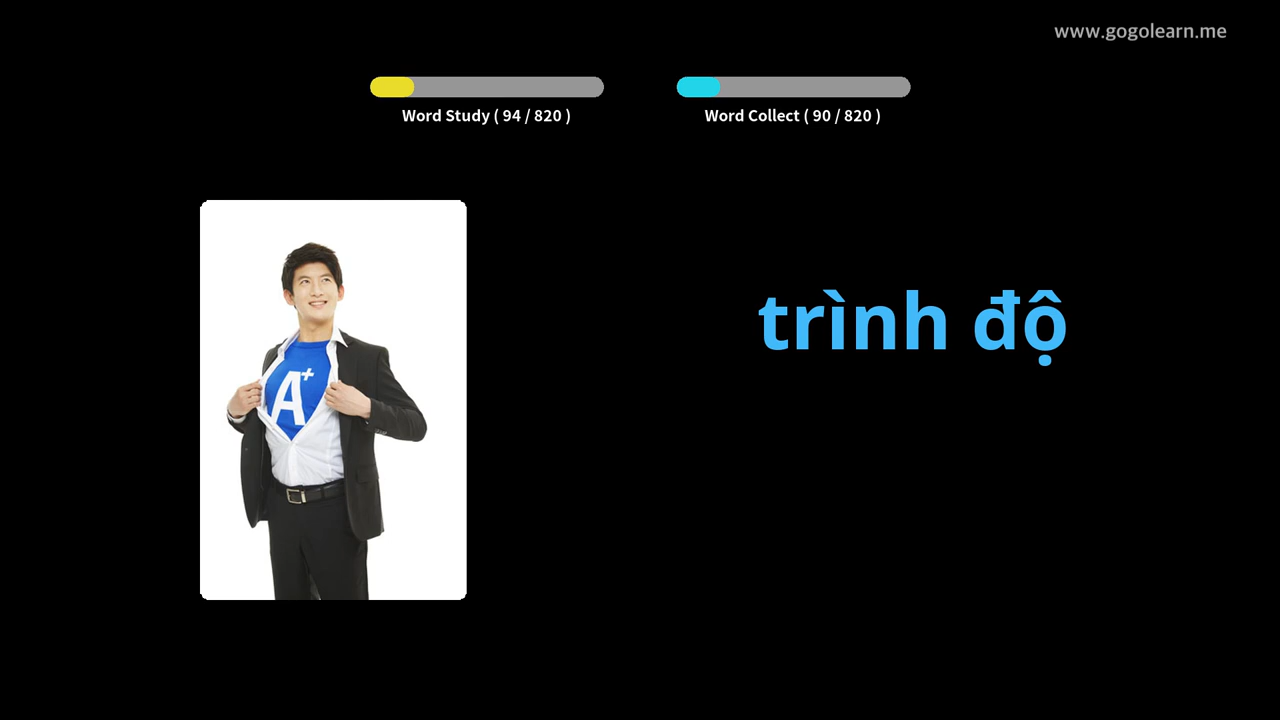 www.gogolearn.me
Word Study ( 94 / 820 )
Word Collect ( 90 / 820 )
trình độ
A+